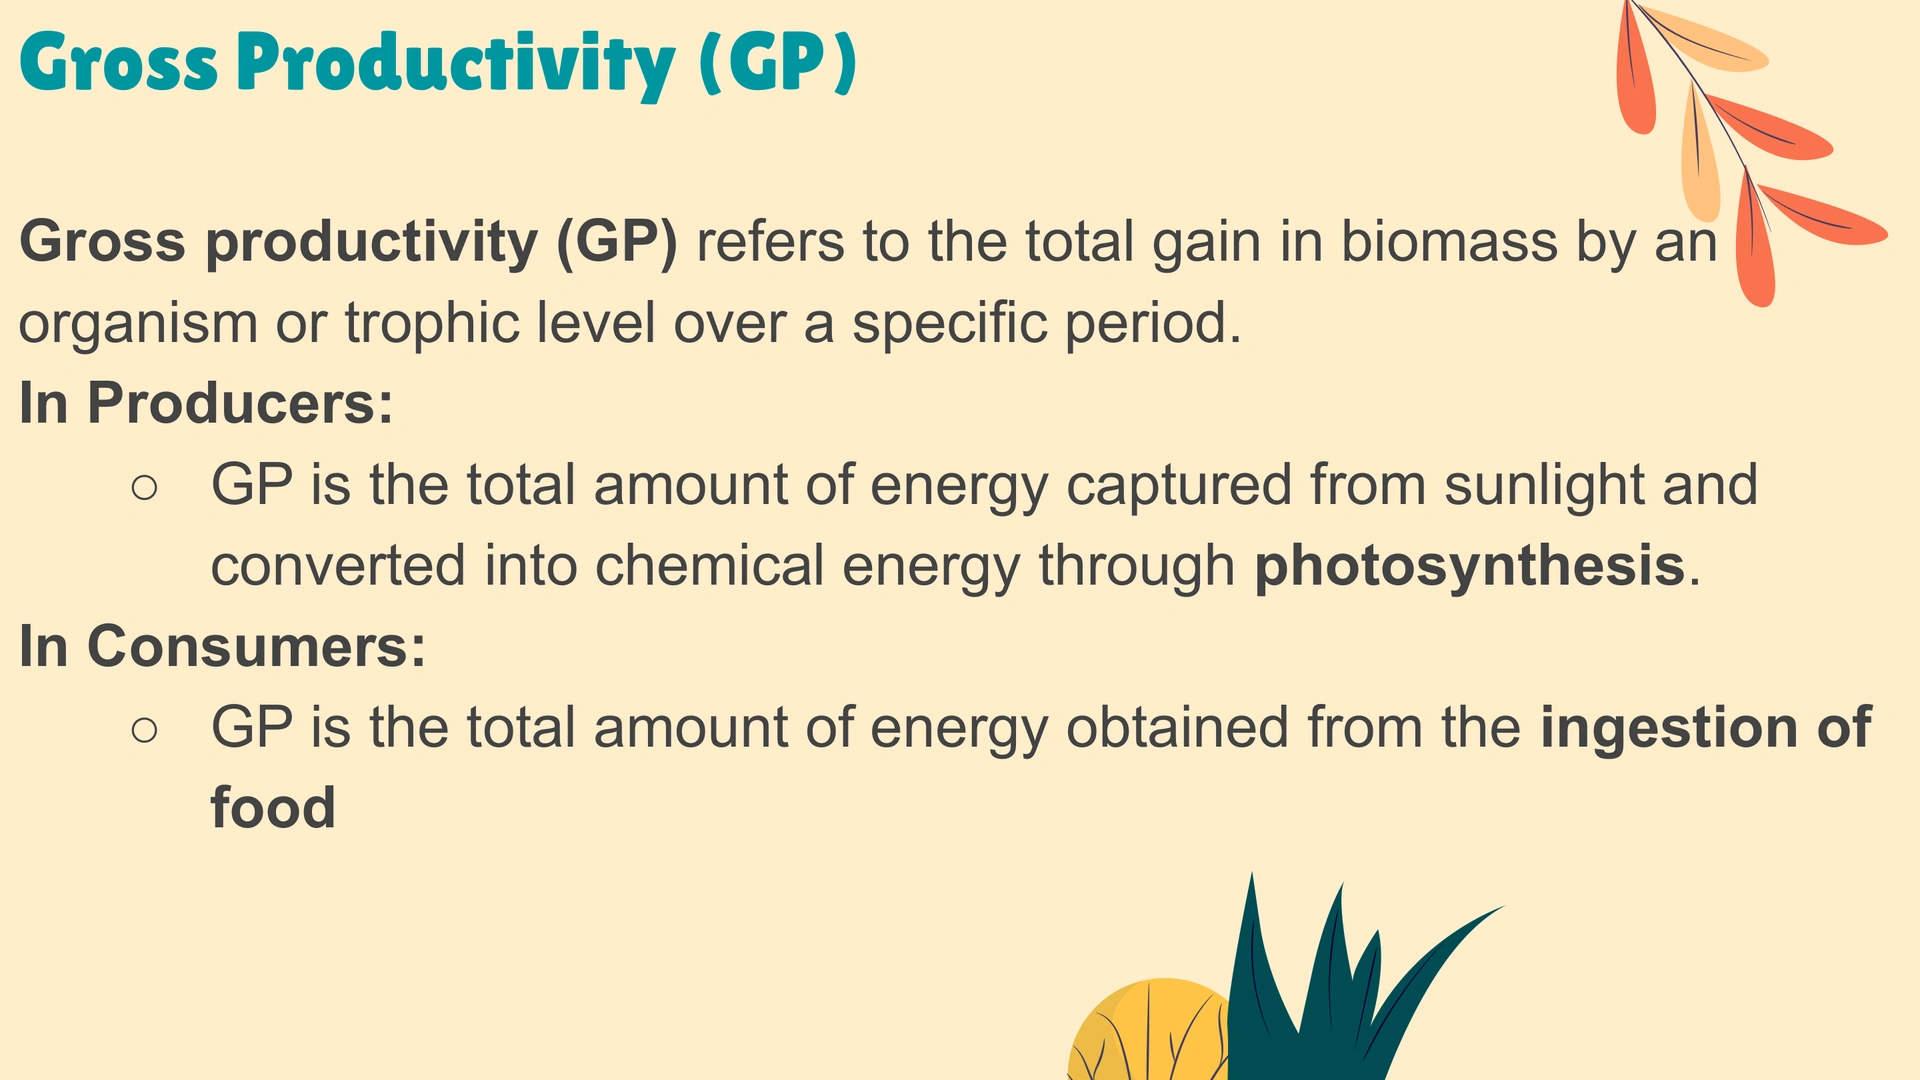 Gross Productivity (GP)
Gross productivity (GP) refers to the total gain in biomass by an
organism or trophic level over a specific period.
In Producers:
○ GP is the total amount of energy captured from sunlight and
converted into chemical energy through photosynthesis.
In Consumers:
○ GP is the total amount of energy obtained from the ingestion of
food